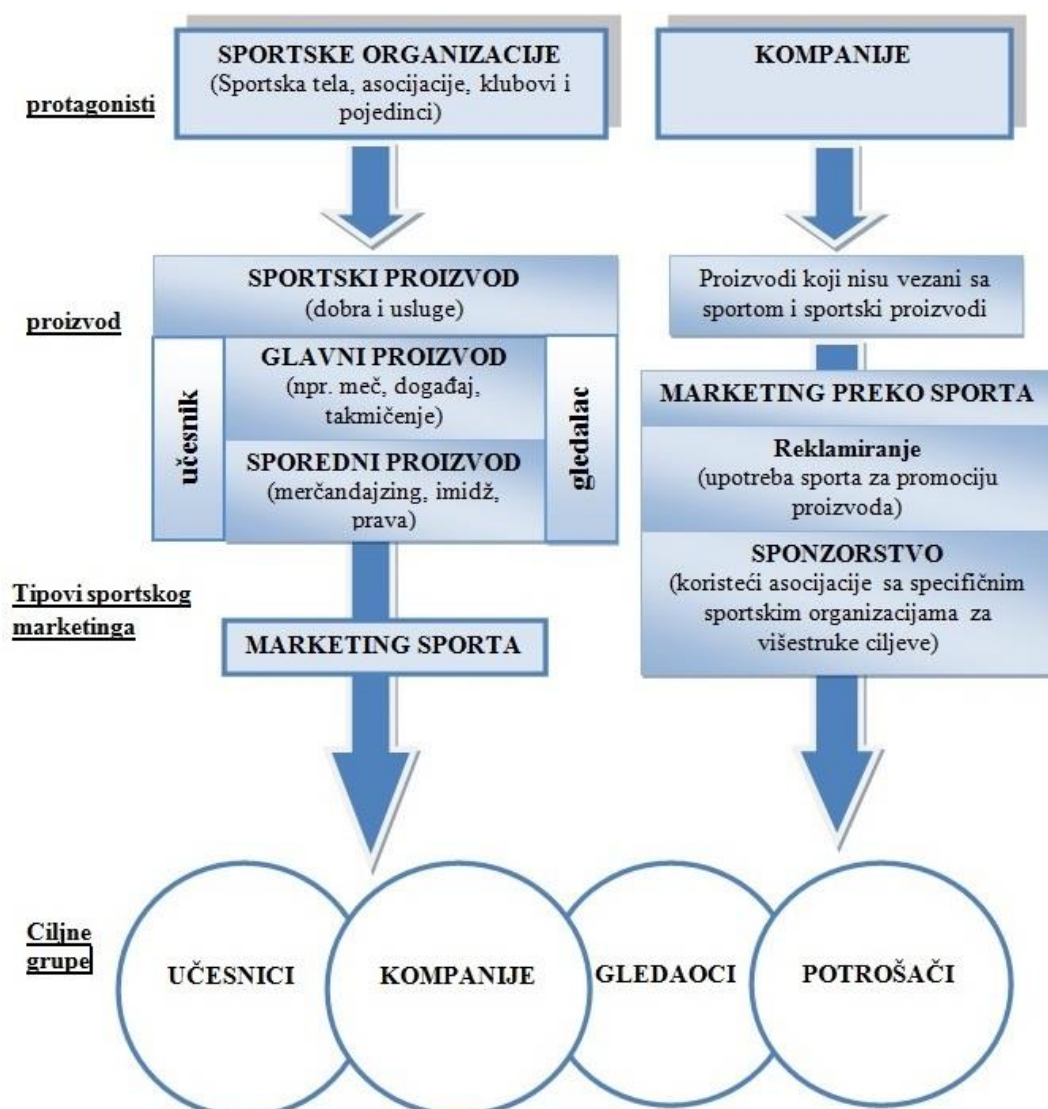 SPORTSKE ORGANIZACIJE
(Sportska tela, asocijacije, klubovi i
pojedinci)
KOMPANIJE
protagonisti
SPORTSKI PROIZVOD
(dobra i usluge)
Proizvodi koji nisu vezani sa
sportom i sportski proizvodi
proizvod
učesnik
GLAVNI PROIZVOD
(npr. meč, događaj,
takmičenje)
SPOREDNI PROIZVOD
(merčandajzing, imidž,
prava)
gledalac
MARKETING PREKO SPORTA
Reklamiranje
(upotreba sporta za promociju
proizvoda)
SPONZORSTVO
(koristeći asocijacije sa specifičnim
sportskim organizacijama za
višestruke ciljeve)
Tipovi sportskog
marketinga
MARKETING SPORTA
Ciljne
grupe
UČESNICI
KOMPANIJE
GLEDAOCI
POTROŠAČI